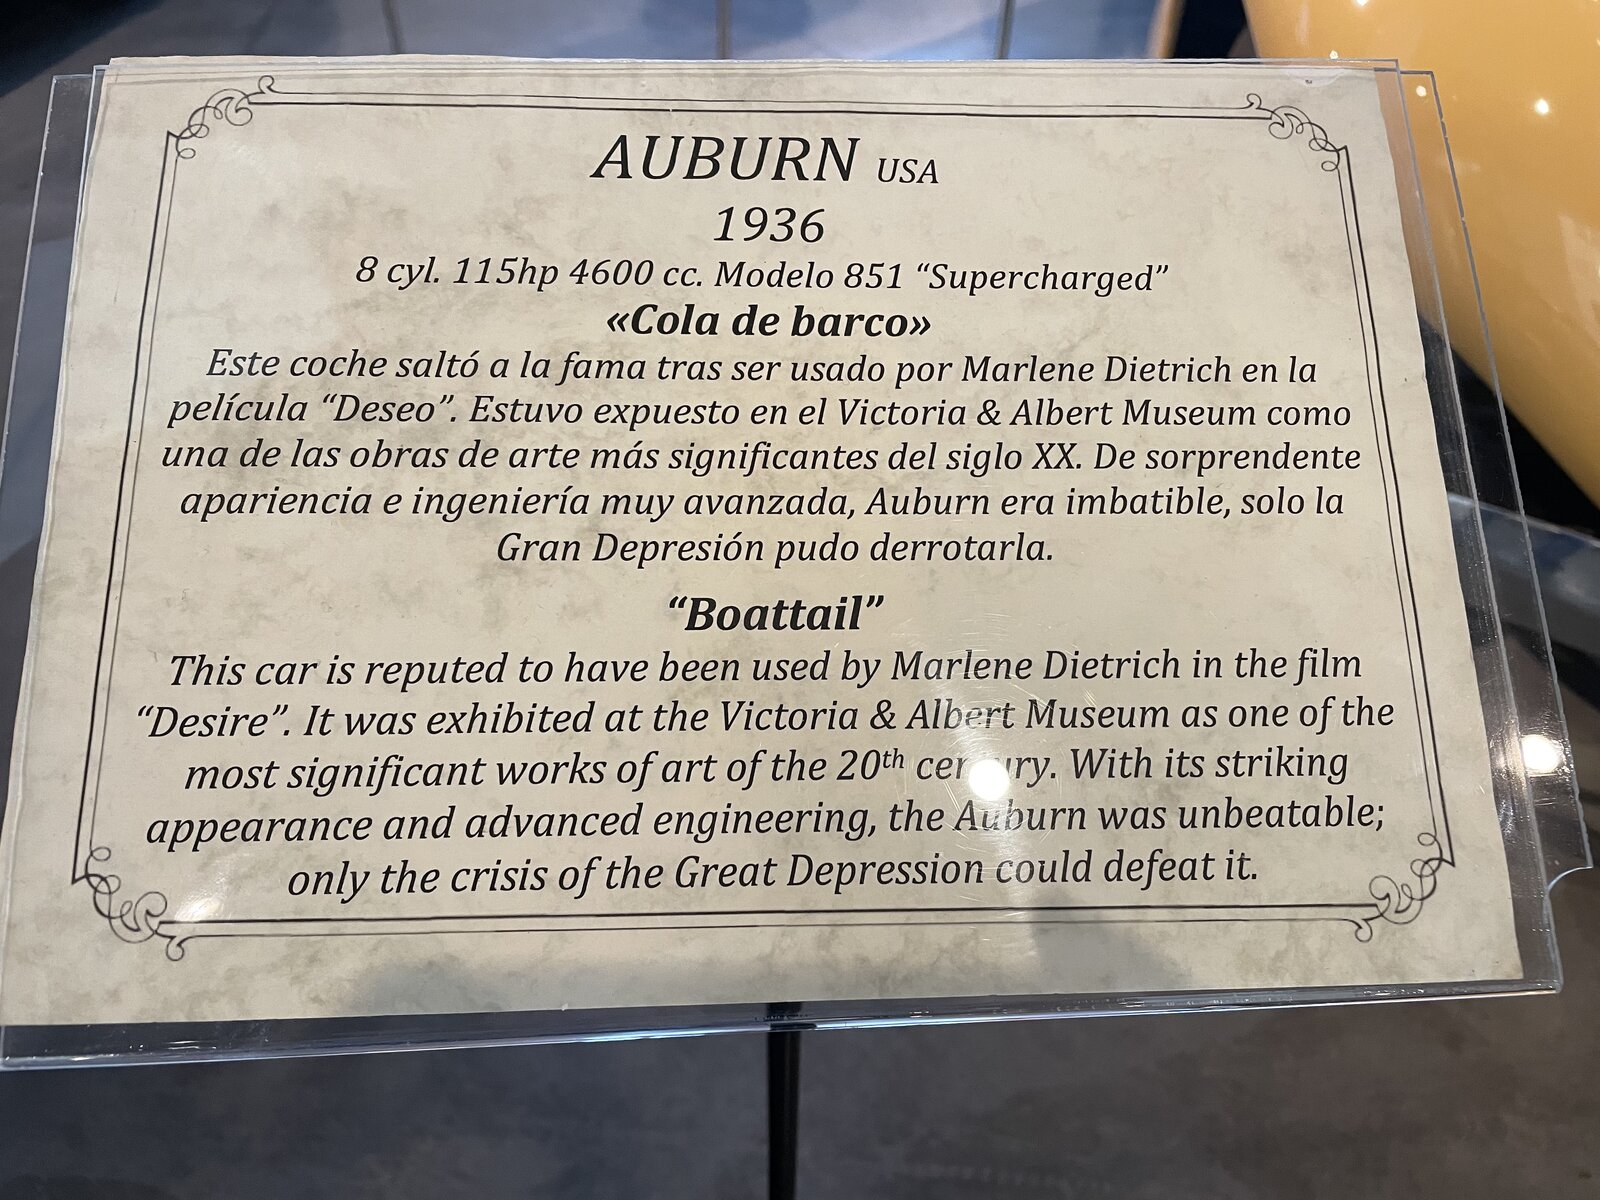 AUBURN USA
1936
8 cyl. 115hp 4600 cc. Modelo 851 “Supercharged”
«Cola de barco»
Este coche saltó a la fama tras ser usado por Marlene Dietrich en la
película “Deseo”. Estuvo expuesto en el Victoria & Albert Museum como
una de las obras de arte más significantes del siglo XX. De sorprendente
apariencia e ingeniería muy avanzada, Auburn era imbatible, solo la
Gran Depresión pudo derrotarla.
“Boattail”
This car is reputed to have been used by Marlene Dietrich in the film
“Desire”. It was exhibited at the Victoria & Albert Museum as one of the
most significant works of art of the 20th century. With its striking
appearance and advanced engineering, the Auburn was unbeatable;
only the crisis of the Great Depression could defeat it.